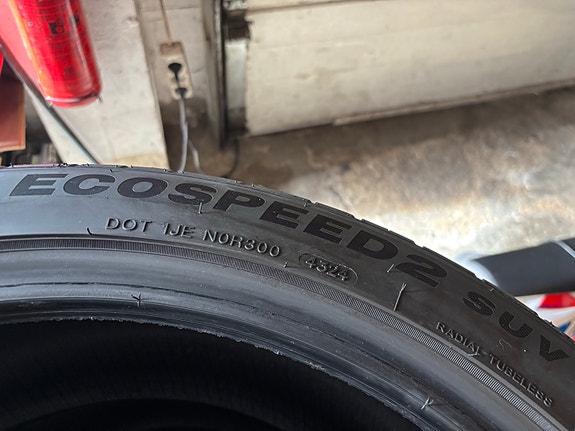 ECOSPEED2 SUV
DOT 1JE N0R300 4324
RADIAL-TUBELESS